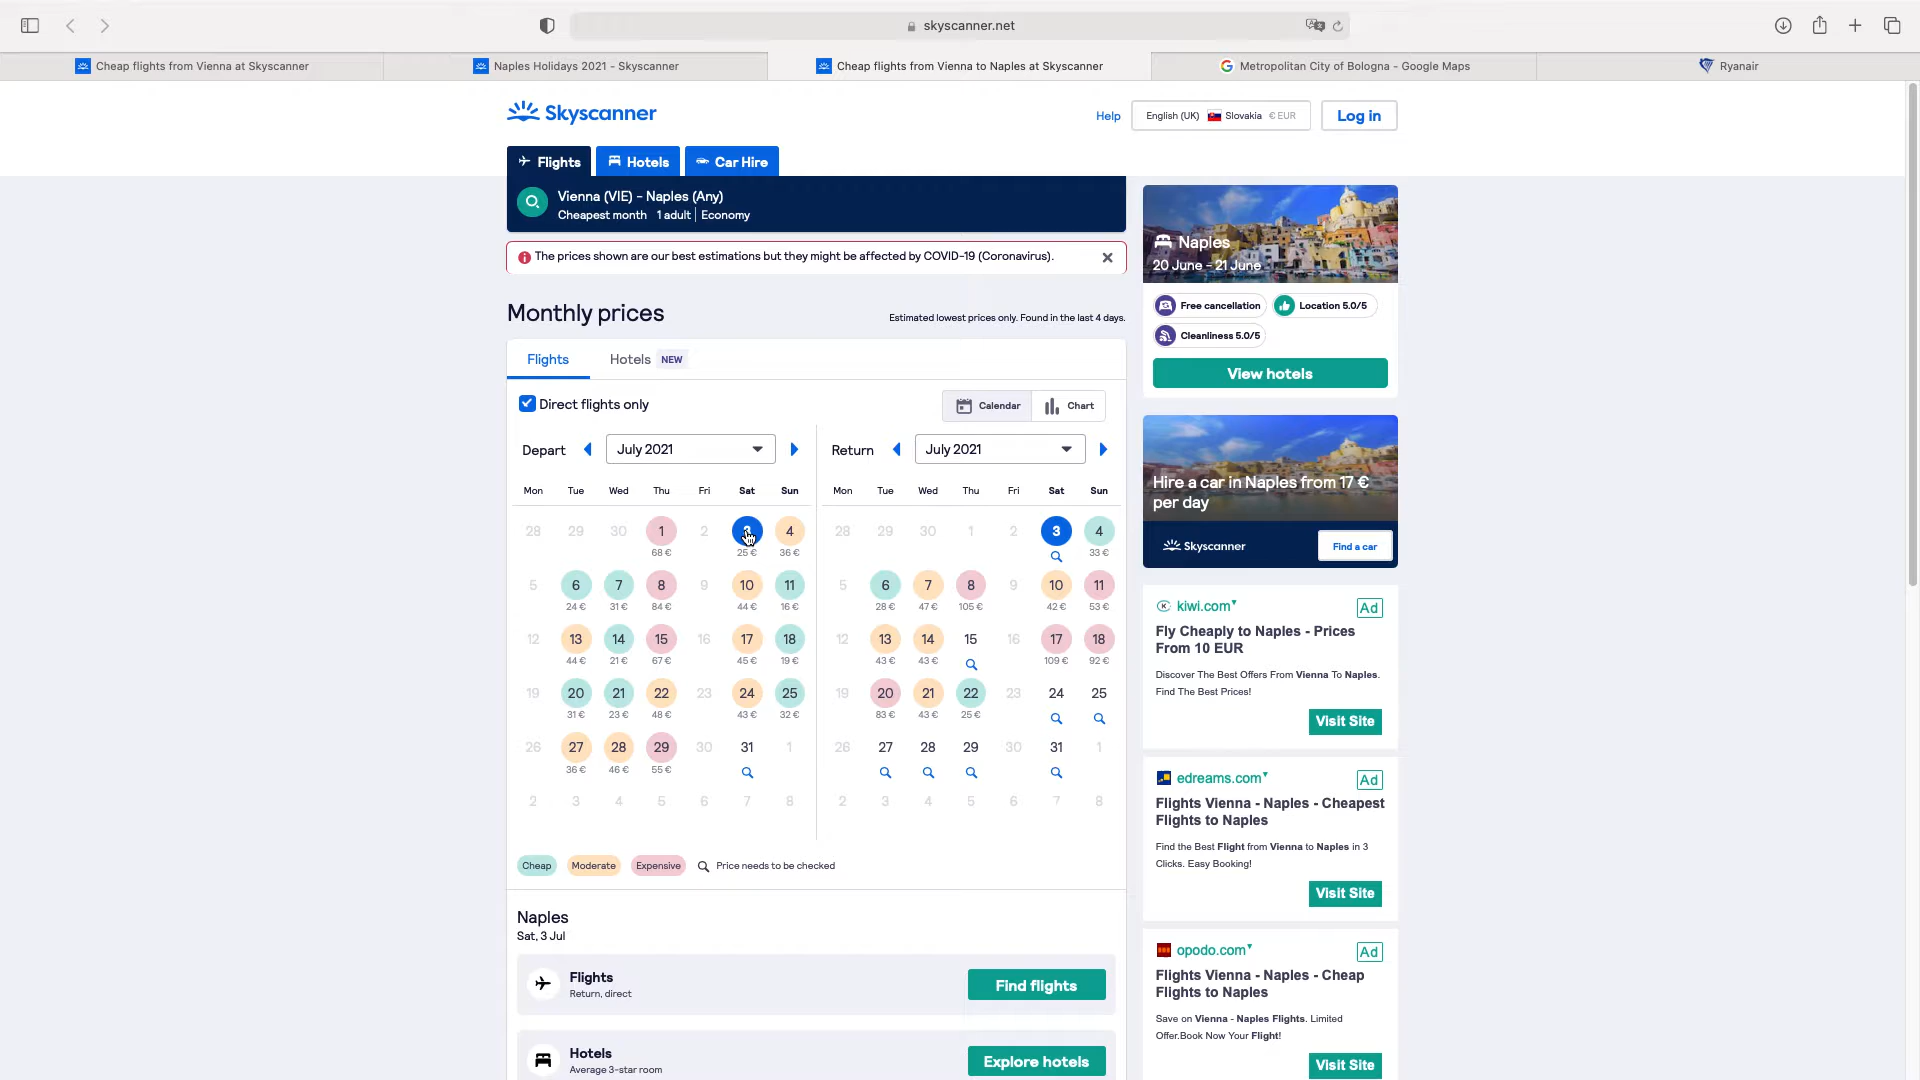 skyscanner.net
Cheap flights from Vienna at Skyscanner
Naples Holidays 2021 - Skyscanner
Cheap flights from Vienna to Naples at Skyscanner
Metropolitan City of Bologna - Google Maps
Ryanair
Skyscanner
Help
English (UK) Slovakia € EUR
Log in
Flights
Hotels
Car Hire
Vienna (VIE) - Naples (Any)
Cheapest month 1 adult Economy
The prices shown are our best estimations but they might be affected by COVID-19 (Coronavirus).
Monthly prices
Estimated lowest prices only. Found in the last 4 days.
Flights
Hotels NEW
Direct flights only
Calendar
Chart
Depart July 2021
Mon Tue Wed Thu Fri Sat Sun
28 29 30 1 2 3 4
68 € 25 € 36 €
5 6 7 8 9 10 11
24 € 31 € 84 € 44 € 16 €
12 13 14 15 16 17 18
44 € 21 € 67 € 45 € 19 €
19 20 21 22 23 24 25
31 € 23 € 48 € 43 € 32 €
26 27 28 29 30 31 1
36 € 46 € 55 €
2 3 4 5 6 7 8
Return July 2021
Mon Tue Wed Thu Fri Sat Sun
28 29 30 1 2 3 4
33 €
5 6 7 8 9 10 11
28 € 47 € 105 € 42 € 53 €
12 13 14 15 16 17 18
43 € 43 € 109 € 92 €
19 20 21 22 23 24 25
83 € 43 € 25 €
26 27 28 29 30 31 1
2 3 4 5 6 7 8
Cheap Moderate Expensive Price needs to be checked
Naples
Sat, 3 Jul
Flights
Return, direct
Find flights
Hotels
Average 3-star room
Explore hotels
Naples
20 June - 21 June
Free cancellation
Location 5.0/5
Cleanliness 5.0/5
View hotels
Hire a car in Naples from 17 €
per day
Skyscanner
Find a car
kiwi.com
Ad
Fly Cheaply to Naples - Prices
From 10 EUR
Discover The Best Offers From Vienna To Naples.
Find The Best Prices!
Visit Site
edreams.com
Ad
Flights Vienna - Naples - Cheapest
Flights to Naples
Find the Best Flight from Vienna to Naples in 3
Clicks. Easy Booking!
Visit Site
opodo.com
Ad
Flights Vienna - Naples - Cheap
Flights to Naples
Save on Vienna - Naples Flights. Limited
Offer.Book Now Your Flight!
Visit Site